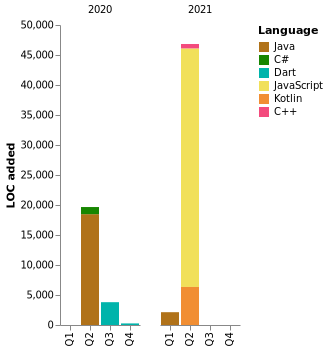 2020 2021
Language
Java
C#
Dart
JavaScript
Kotlin
C++
LOC added
50,000
45,000
40,000
35,000
30,000
25,000
20,000
15,000
10,000
5,000
0
Q1 Q2 Q3 Q4 Q1 Q2 Q3 Q4